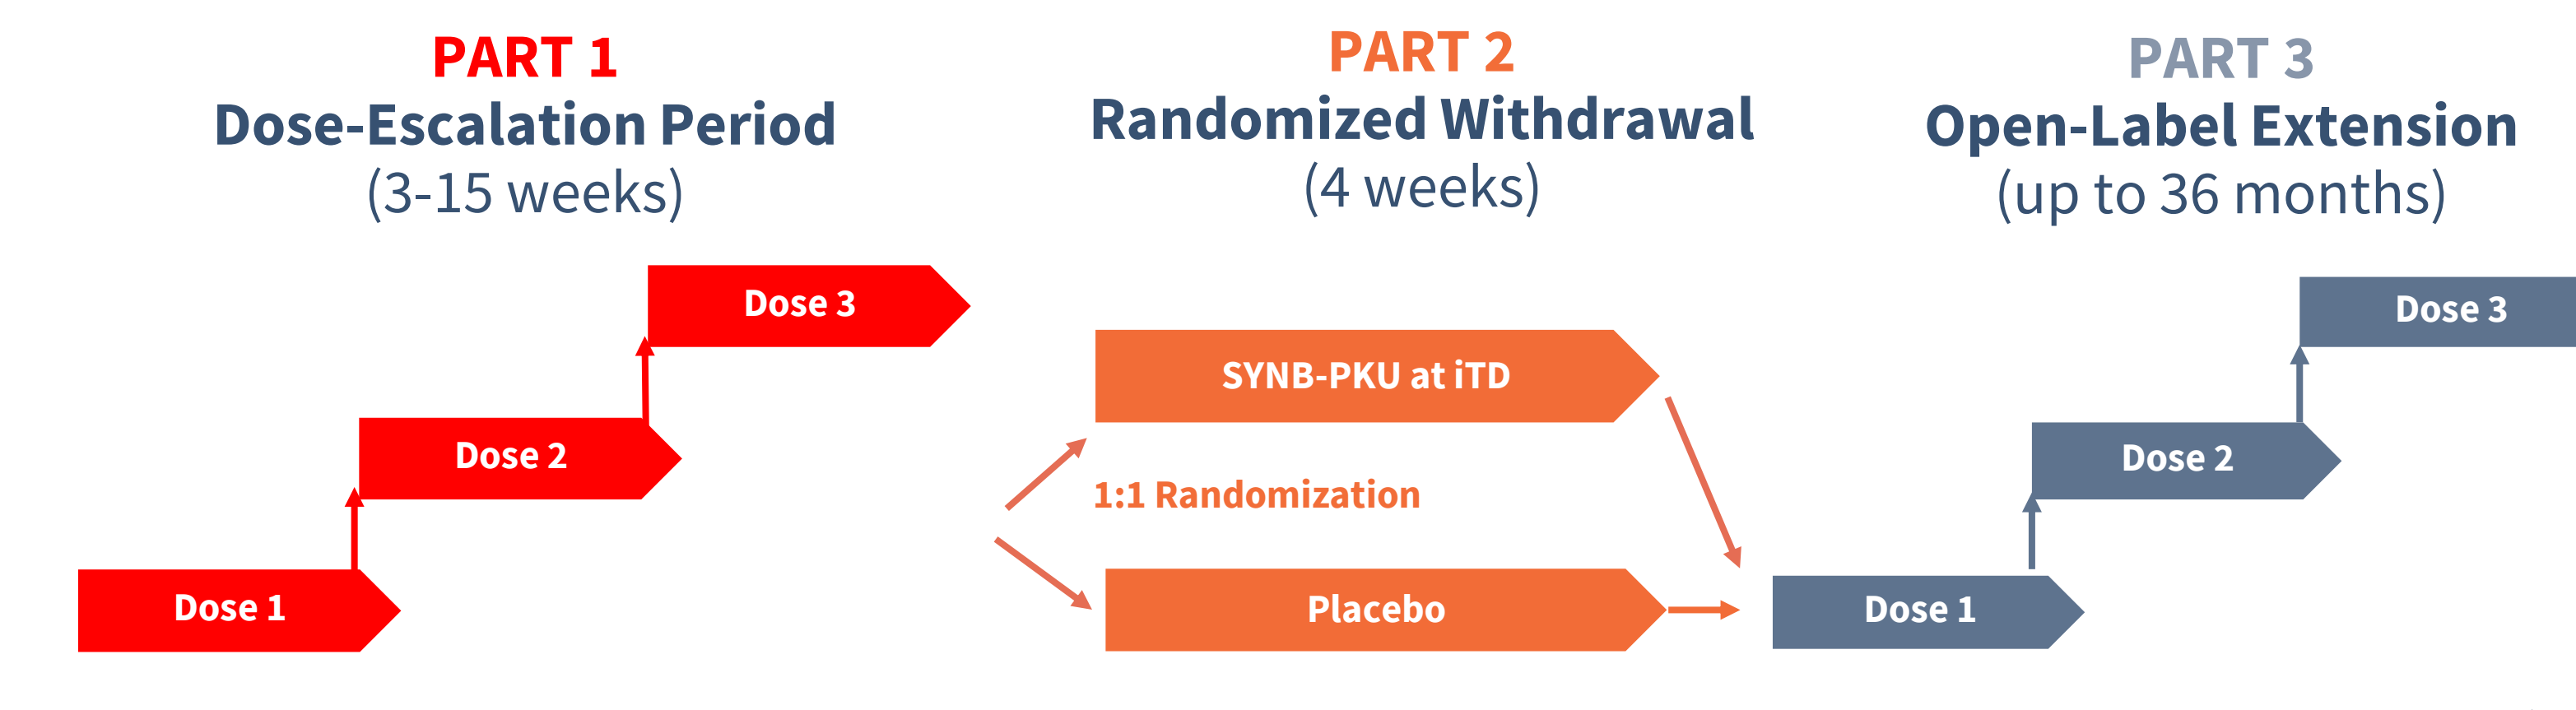 PART 1
Dose-Escalation Period
(3-15 weeks)
Dose 3
Dose 2
Dose 1
PART 2
Randomized Withdrawal
(4 weeks)
SYNB-PKU at iTD
1:1 Randomization
Placebo
PART 3
Open-Label Extension
(up to 36 months)
Dose 3
Dose 2
Dose 1